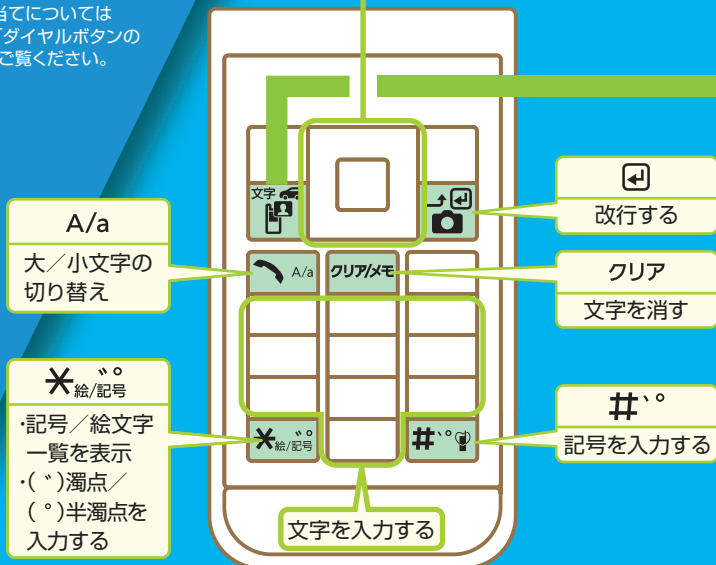 当てについては
「ダイヤルボタンの
ご覧ください。
文字
A/a
大／小文字の
切り替え
A/a
クリア/メモ
改行する
クリア
文字を消す
絵/記号 ゛゜
・記号／絵文字
一覧を表示
・(゛)濁点／
(゜)半濁点を
入力する
絵/記号 ゛゜
#、゜
#、゜
記号を入力する
文字を入力する